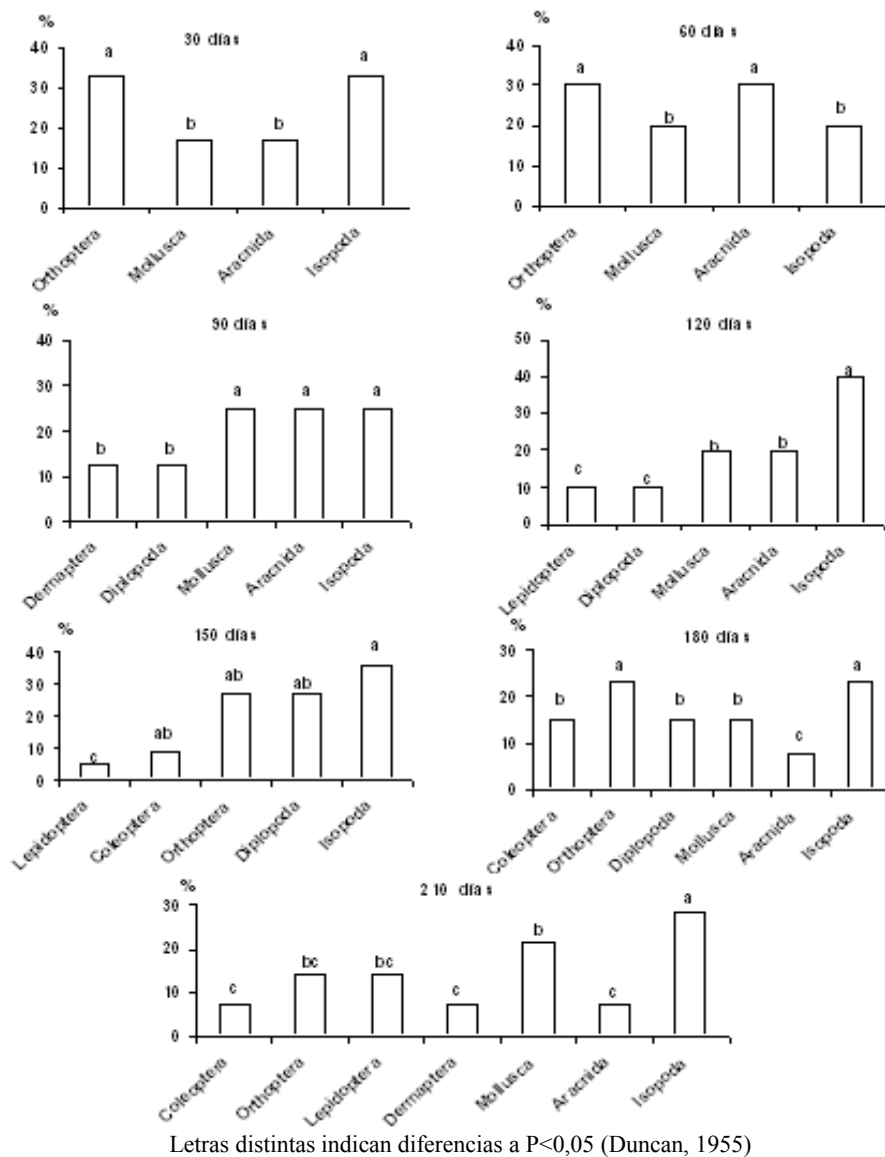 %
30 días
40
30
20
10
0
a
b
b
a
Orthoptera
Mollusca
Aracnida
Isopoda
%
60 días
40
30
20
10
0
a
b
a
b
Orthoptera
Mollusca
Aracnida
Isopoda
%
90 días
40
30
20
10
0
b
b
a
a
a
Dermaptera
Diplopoda
Mollusca
Aracnida
Isopoda
%
120 días
50
40
30
20
10
0
c
c
b
b
a
Lepidoptera
Diplopoda
Mollusca
Aracnida
Isopoda
%
150 días
40
30
20
10
0
c
ab
ab
ab
a
Lepidoptera
Coleoptera
Orthoptera
Diplopoda
Isopoda
%
180 días
30
20
10
0
b
a
b
b
c
a
Coleoptera
Orthoptera
Diplopoda
Mollusca
Aracnida
Isopoda
%
210 días
30
20
10
0
c
bc
bc
c
b
c
a
Coleoptera
Orthoptera
Lepidoptera
Dermaptera
Mollusca
Aracnida
Isopoda
Letras distintas indican diferencias a P<0,05 (Duncan, 1955)